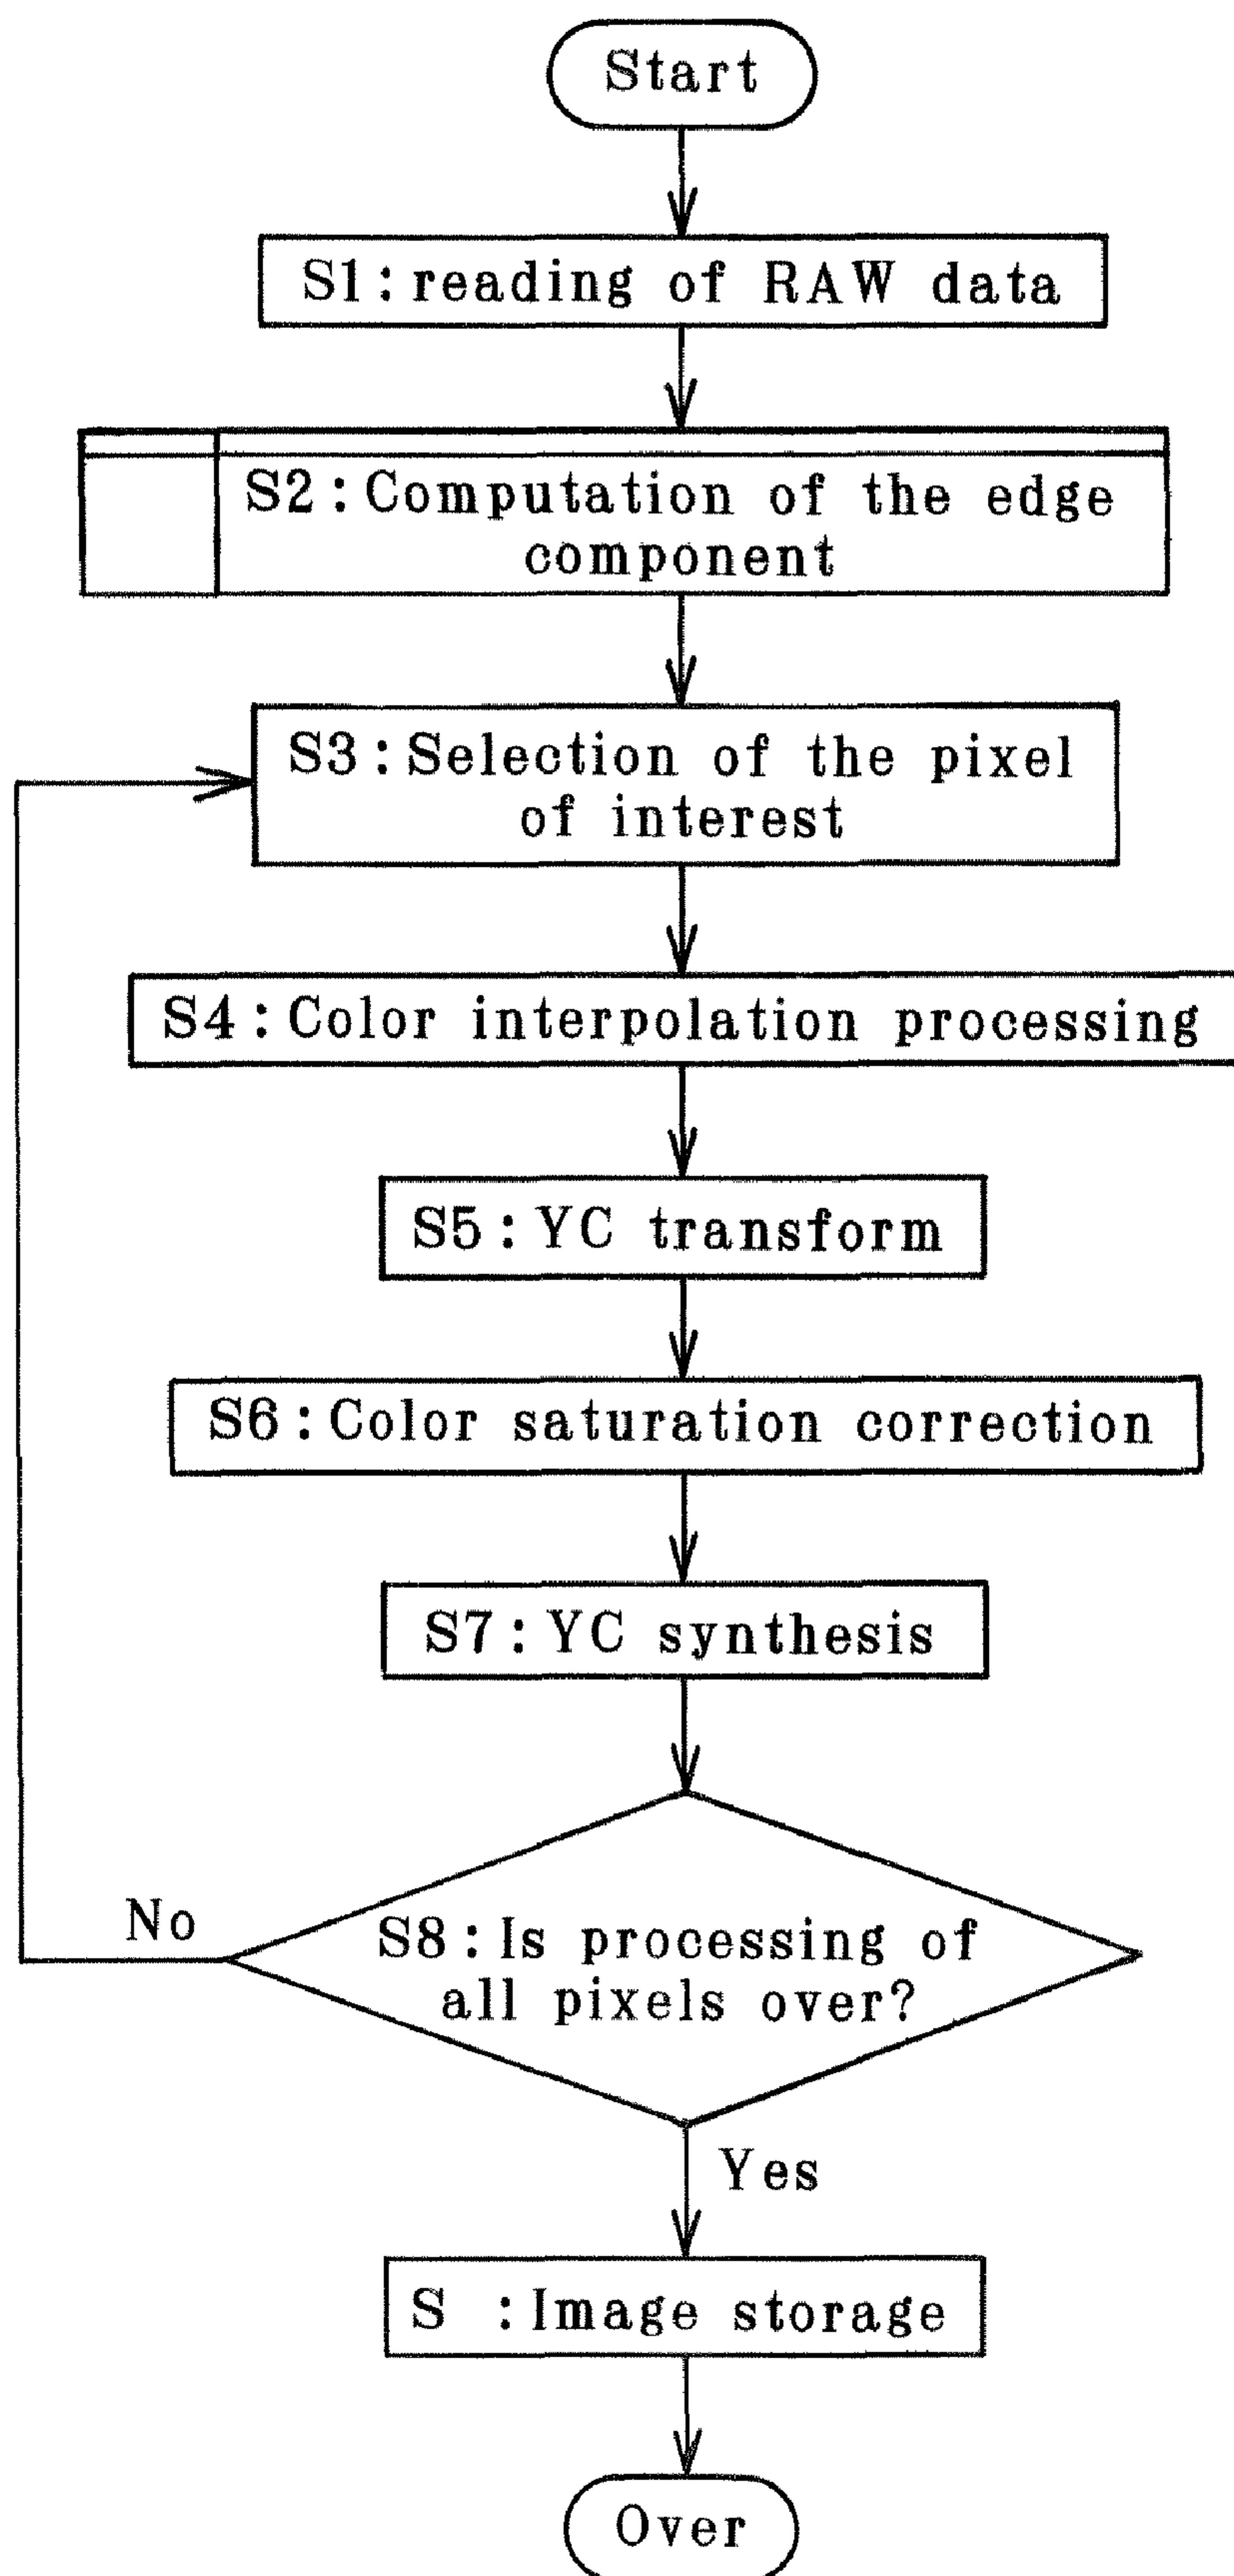 Start
S1:reading of RAW data
S2:Computation of the edge
component
S3:Selection of the pixel
of interest
S4:Color interpolation processing
S5:YC transform
S6:Color saturation correction
S7:YC synthesis
No
S8:Is processing of
all pixels over?
Yes
S :Image storage
Over